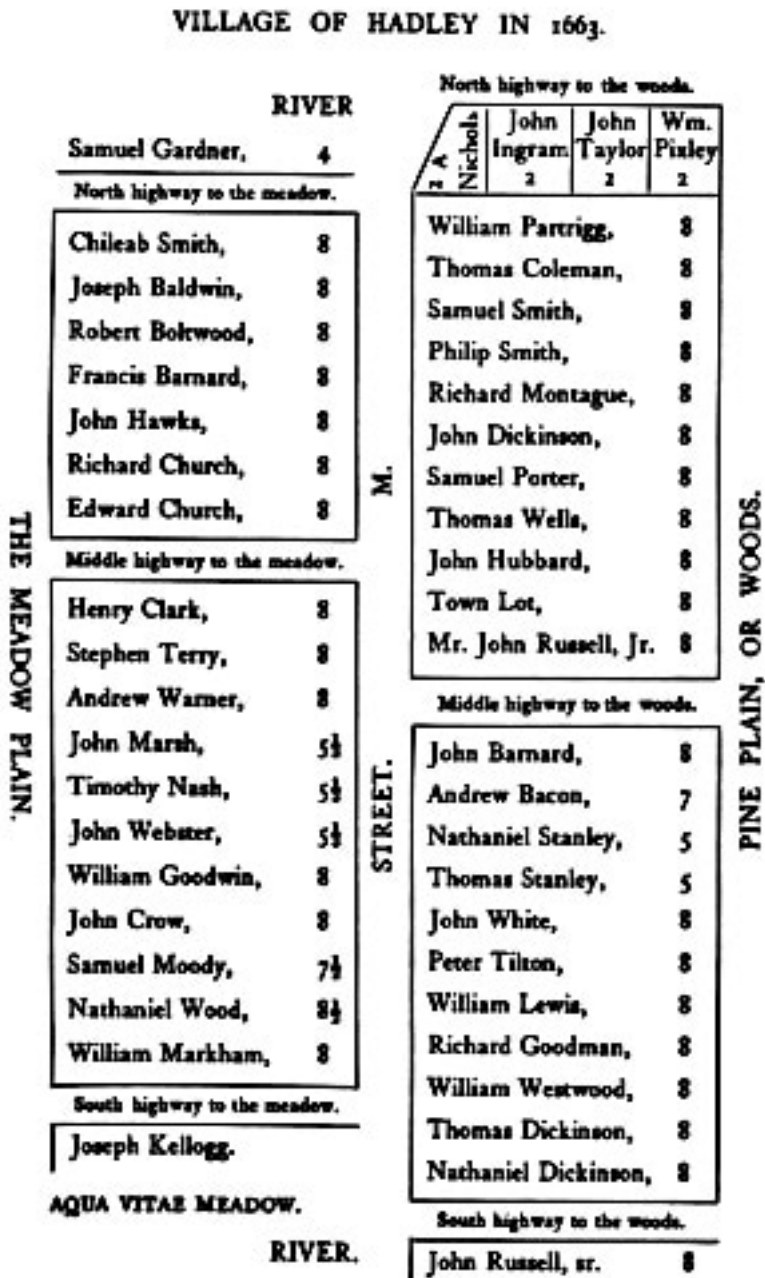 VILLAGE OF HADLEY IN 1663.
RIVER
Samuel Gardner, 4
North highway to the meadow.
Chileab Smith, 8
Joseph Baldwin, 8
Robert Boltwood, 8
Francis Barnard, 8
John Hawks, 8
Richard Church, 8
Edward Church, 8
Middle highway to the meadow.
Henry Clark, 8
Stephen Terry, 8
Andrew Warner, 8
John Marsh, 5½
Timothy Nash, 5½
John Webster, 5½
William Goodwin, 8
John Crow, 8
Samuel Moody, 7½
Nathaniel Wood, 8½
William Markham, 8
South highway to the meadow.
Joseph Kellogg.
AQUA VITAE MEADOW.
RIVER.
THE MEADOW PLAIN.
M. STREET.
North highway to the woods.
2 A Nichols
John Ingram 2
John Taylor 2
Wm. Pixley 2
William Partrigg, 8
Thomas Coleman, 8
Samuel Smith, 8
Philip Smith, 8
Richard Montague, 8
John Dickinson, 8
Samuel Porter, 8
Thomas Wells, 8
John Hubbard, 8
Town Lot, 8
Mr. John Russell, Jr. 8
Middle highway to the woods.
John Barnard, 8
Andrew Bacon, 7
Nathaniel Stanley, 5
Thomas Stanley, 5
John White, 8
Peter Tilton, 8
William Lewis, 8
Richard Goodman, 8
William Westwood, 8
Thomas Dickinson, 8
Nathaniel Dickinson, 8
South highway to the woods.
John Russell, sr. 8
PINE PLAIN, OR WOODS.